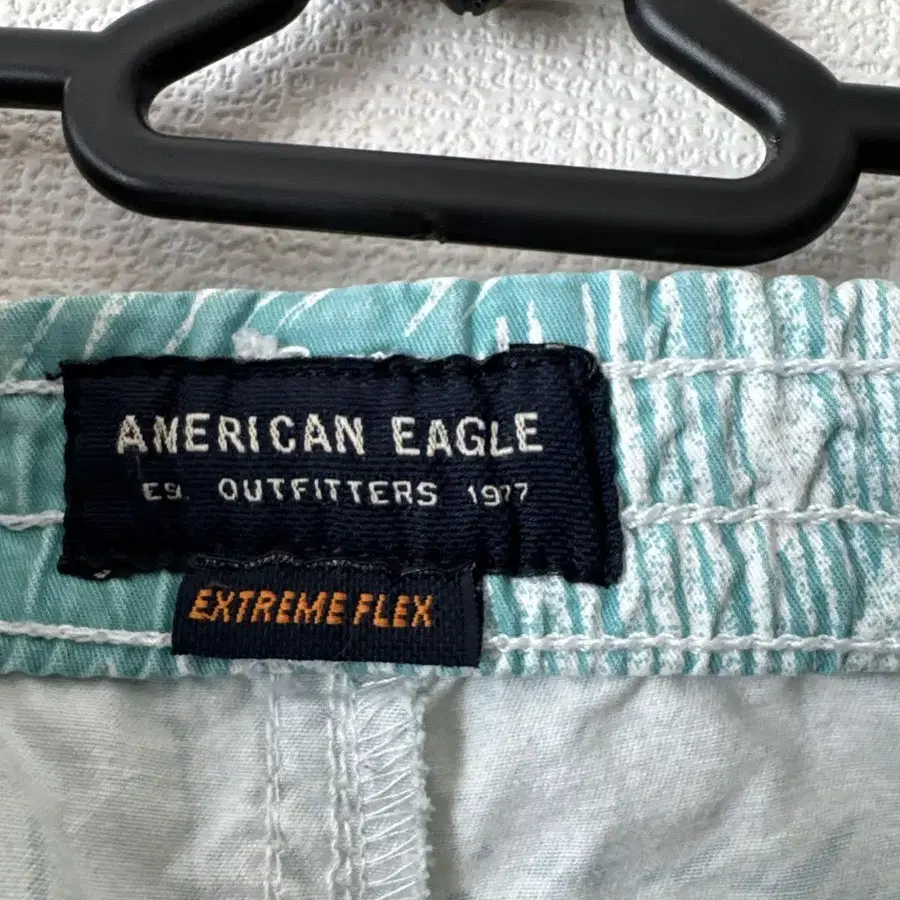 AMERICAN EAGLE
ES. OUTFITTERS 1977
EXTREME FLEX